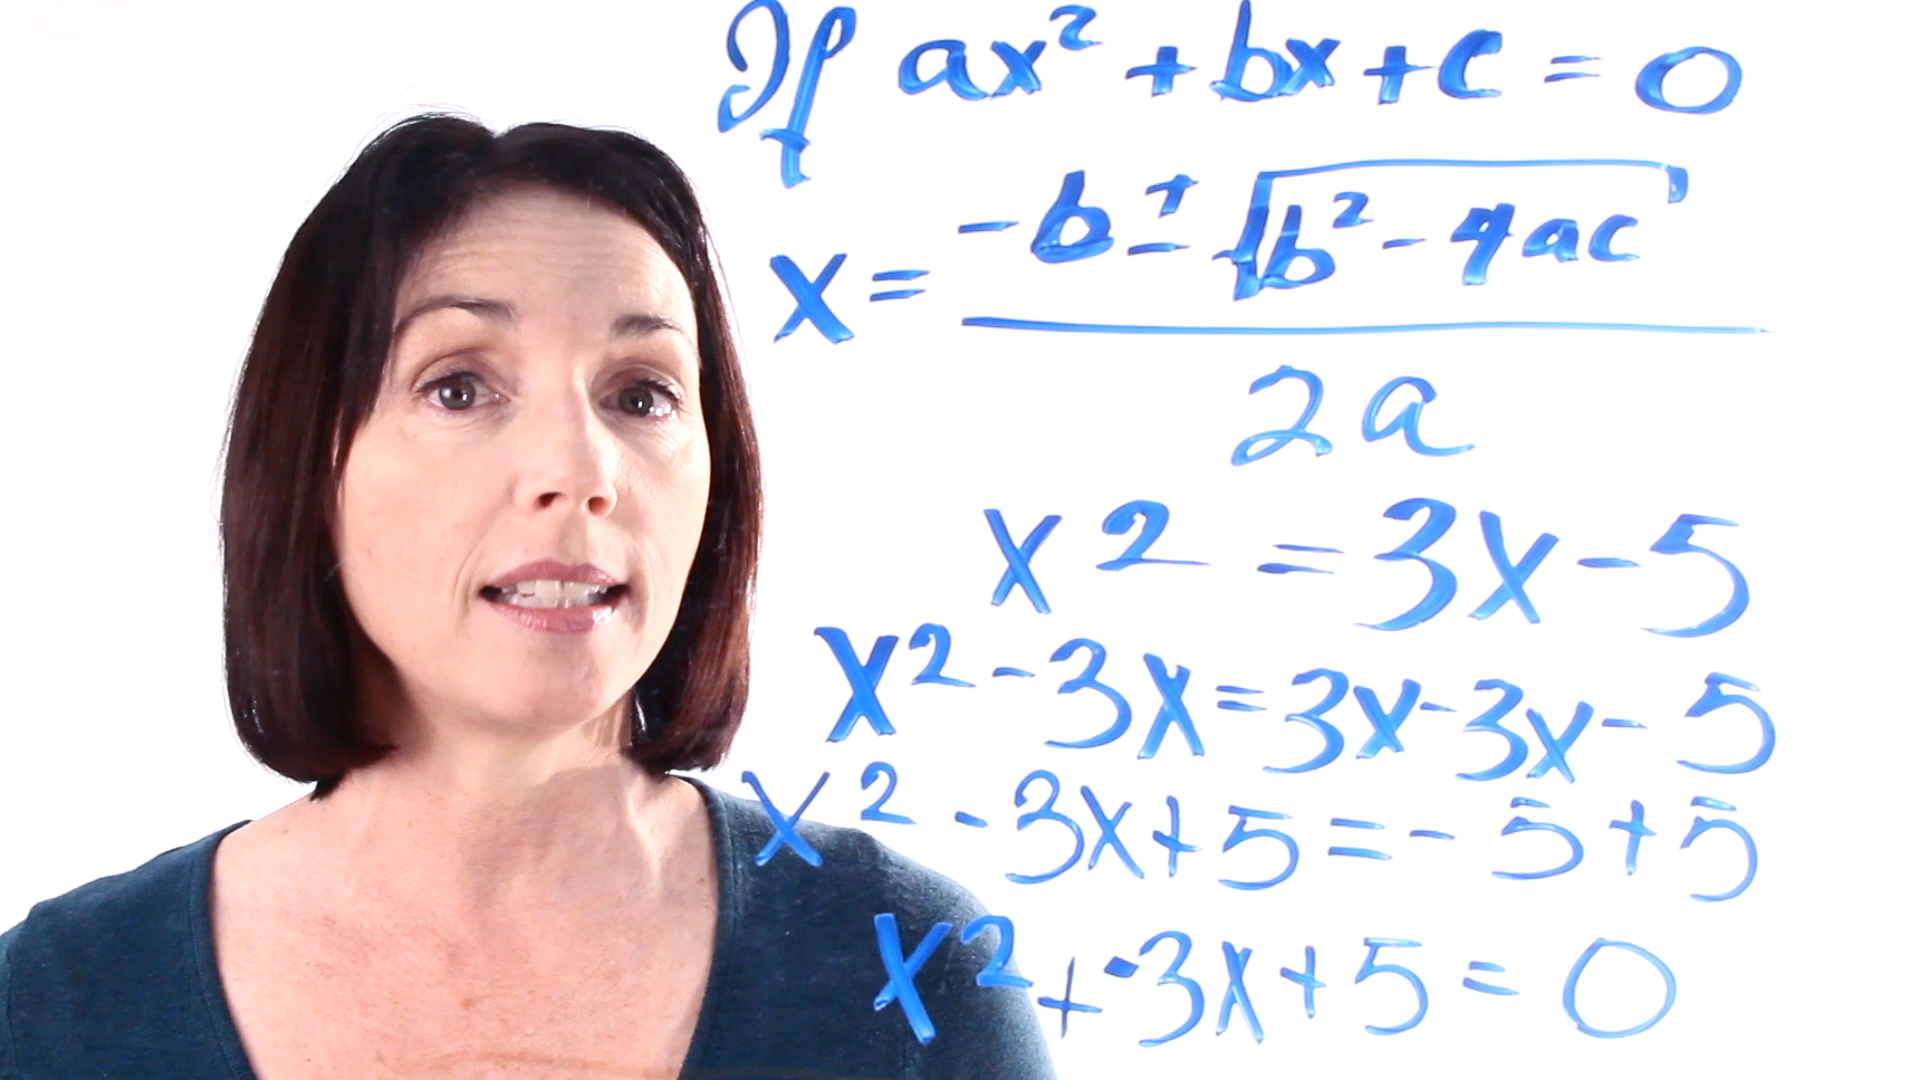 If ax² + bx + c = 0
x = -b ± √b² - 4ac / 2a
x² = 3x - 5
x² - 3x = 3x - 3x - 5
x² - 3x + 5 = - 5 + 5
x² + -3x + 5 = 0